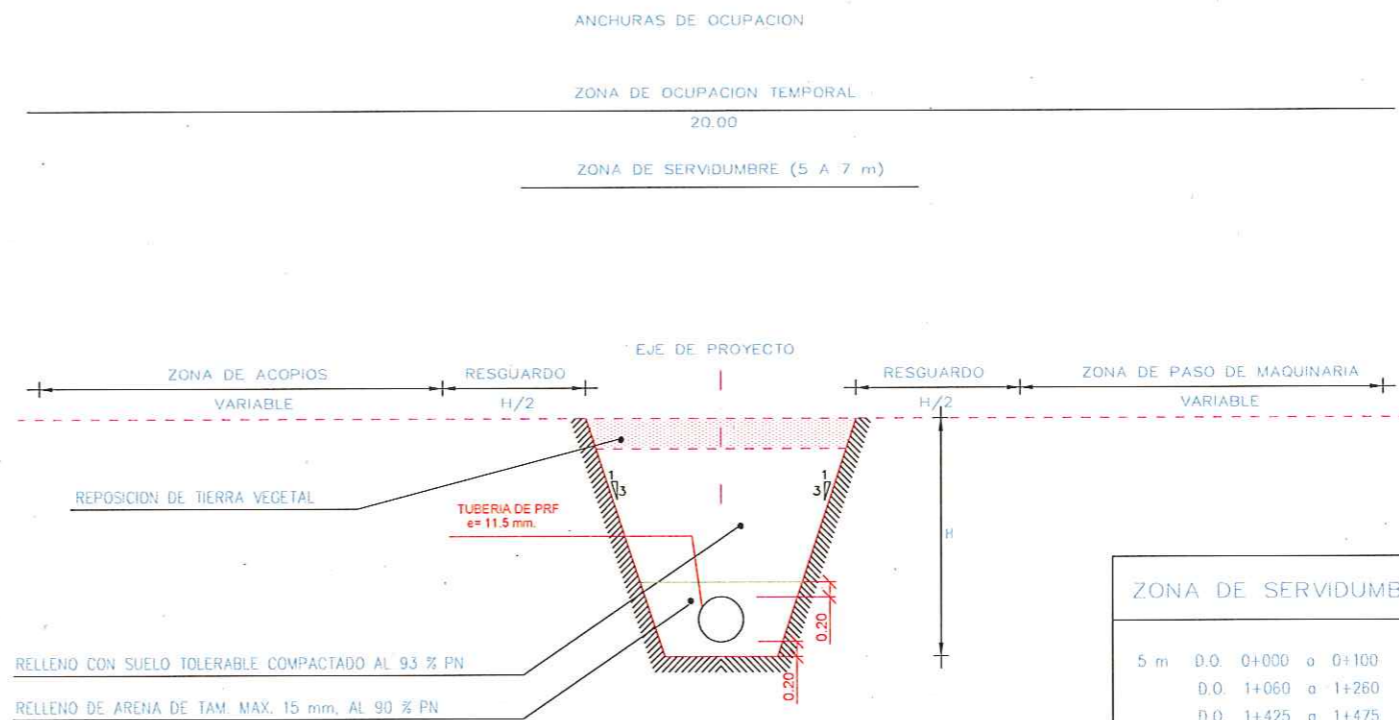 ANCHURAS DE OCUPACION
ZONA DE OCUPACION TEMPORAL
20.00
ZONA DE SERVIDUMBRE (5 A 7 m)
EJE DE PROYECTO
ZONA DE ACOPIOS
RESGUARDO
RESGUARDO
ZONA DE PASO DE MAQUINARIA
VARIABLE
H/2
H/2
VARIABLE
1
3
1
3
REPOSICION DE TIERRA VEGETAL
TUBERIA DE PRF
e= 11.5 mm.
H
0.20
0.20
RELLENO CON SUELO TOLERABLE COMPACTADO AL 93 % PN
RELLENO DE ARENA DE TAM. MAX. 15 mm, AL 90 % PN
ZONA DE SERVIDUMB
5 m D.O. 0+000 a 0+100
D.O. 1+060 a 1+260
D.O. 1+425 a 1+475